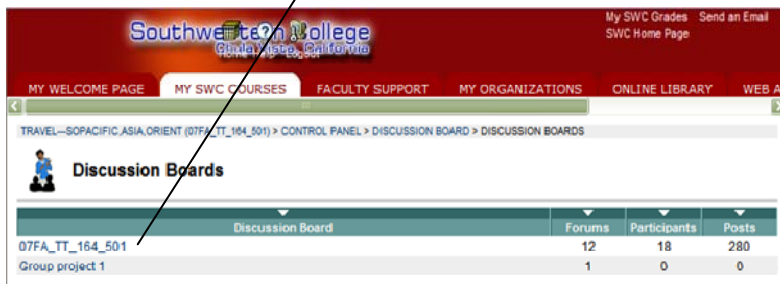 My SWC Grades Send an Email
Southwestern College
SWC Home Page
Chula Vista, California
MY WELCOME PAGE MY SWC COURSES FACULTY SUPPORT MY ORGANIZATIONS ONLINE LIBRARY WEB A
TRAVEL--SOPACIFIC,ASIA,ORIENT (07FA_TT_164_501) > CONTROL PANEL > DISCUSSION BOARD > DISCUSSION BOARDS
Discussion Boards
Discussion Board Forums Participants Posts
07FA_TT_164_501 12 18 280
Group project 1 1 0 0